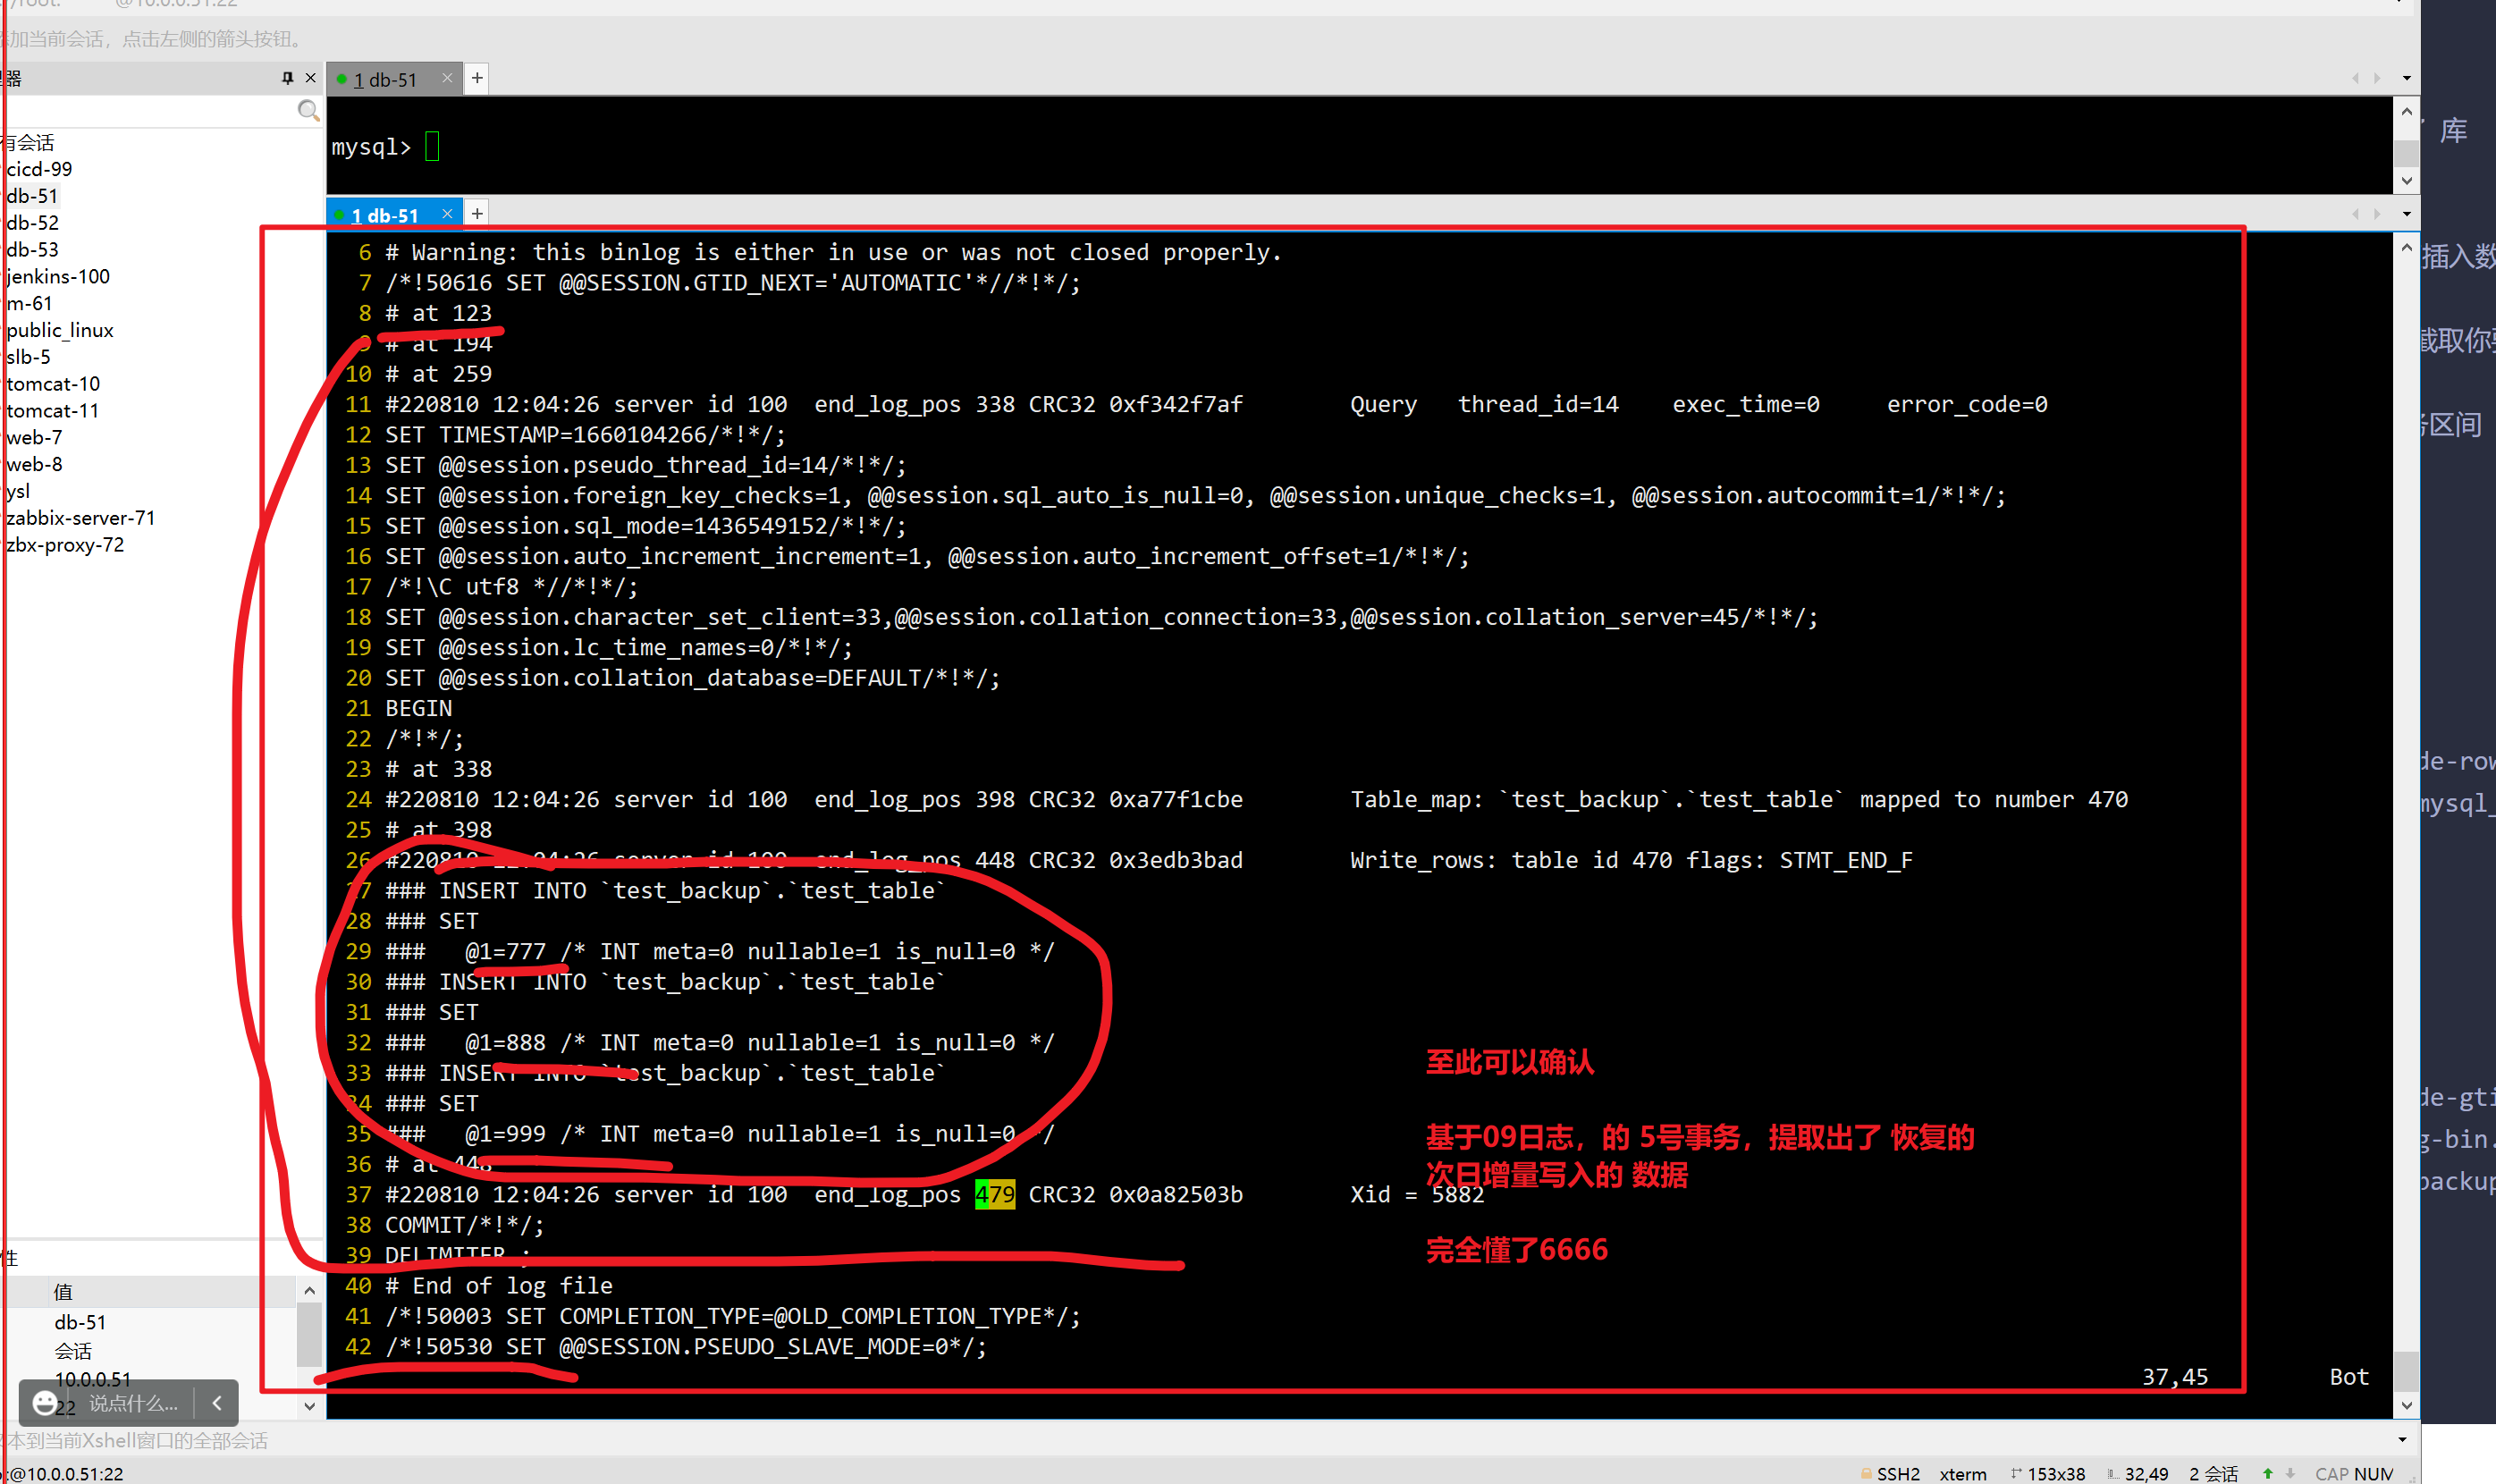 @10.0.0.51:22
加当前会话，点击左侧的箭头按钮。
器
1 db-51
有会话
cicd-99
db-51
db-52
db-53
jenkins-100
m-61
public_linux
slb-5
tomcat-10
tomcat-11
web-7
web-8
ysl
zabbix-server-71
zbx-proxy-72
mysql>
1 db-51
6 # Warning: this binlog is either in use or was not closed properly.
7 /*!50616 SET @@SESSION.GTID_NEXT='AUTOMATIC'*//*!*/;
8 # at 123
9 # at 194
10 # at 259
11 #220810 12:04:26 server id 100  end_log_pos 338 CRC32 0xf342f7af        Query   thread_id=14    exec_time=0     error_code=0
12 SET TIMESTAMP=1660104266/*!*/;
13 SET @@session.pseudo_thread_id=14/*!*/;
14 SET @@session.foreign_key_checks=1, @@session.sql_auto_is_null=0, @@session.unique_checks=1, @@session.autocommit=1/*!*/;
15 SET @@session.sql_mode=1436549152/*!*/;
16 SET @@session.auto_increment_increment=1, @@session.auto_increment_offset=1/*!*/;
17 /*!\C utf8 *//*!*/;
18 SET @@session.character_set_client=33,@@session.collation_connection=33,@@session.collation_server=45/*!*/;
19 SET @@session.lc_time_names=0/*!*/;
20 SET @@session.collation_database=DEFAULT/*!*/;
21 BEGIN
22 /*!*/;
23 # at 338
24 #220810 12:04:26 server id 100  end_log_pos 398 CRC32 0xa77f1cbe        Table_map: `test_backup`.`test_table` mapped to number 470
25 # at 398
26 #220810 12:04:26 server id 100  end_log_pos 448 CRC32 0x3edb3bad        Write_rows: table id 470 flags: STMT_END_F
27 ### INSERT INTO `test_backup`.`test_table`
28 ### SET
29 ###   @1=777 /* INT meta=0 nullable=1 is_null=0 */
30 ### INSERT INTO `test_backup`.`test_table`
31 ### SET
32 ###   @1=888 /* INT meta=0 nullable=1 is_null=0 */
33 ### INSERT INTO `test_backup`.`test_table`
34 ### SET
35 ###   @1=999 /* INT meta=0 nullable=1 is_null=0 */
36 # at 448
37 #220810 12:04:26 server id 100  end_log_pos 479 CRC32 0x0a82503b        Xid = 5882
38 COMMIT/*!*/;
39 DELIMITER ;
40 # End of log file
41 /*!50003 SET COMPLETION_TYPE=@OLD_COMPLETION_TYPE*/;
42 /*!50530 SET @@SESSION.PSEUDO_SLAVE_MODE=0*/;
37,45 Bot
至此可以确认
基于09日志，的 5号事务，提取出了 恢复的
次日增量写入的 数据
完全懂了6666
库
插入数
截取你
区间
de-row
mysql_
de-gti
g-bin.
backup
性
值
db-51
会话
10.0.0.51
22
说点什么...
本到当前Xshell窗口的全部会话
@10.0.0.51:22
SSH2 xterm 153x38 32,49 2 会话 CAP NUM